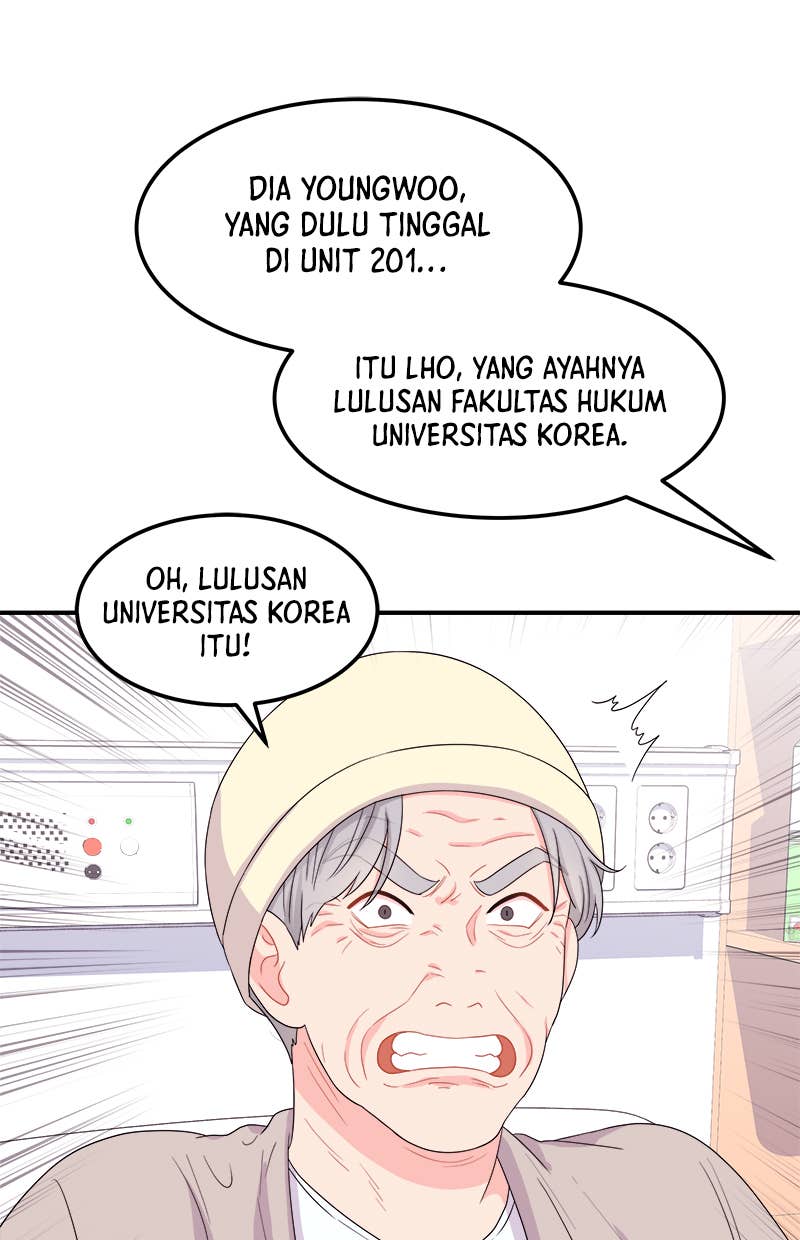 DIA YOUNGWOO,
YANG DULU TINGGAL
DI UNIT 201...
ITU LHO, YANG AYAHNYA
LULUSAN FAKULTAS HUKUM
UNIVERSITAS KOREA.
OH, LULUSAN
UNIVERSITAS KOREA
ITU!